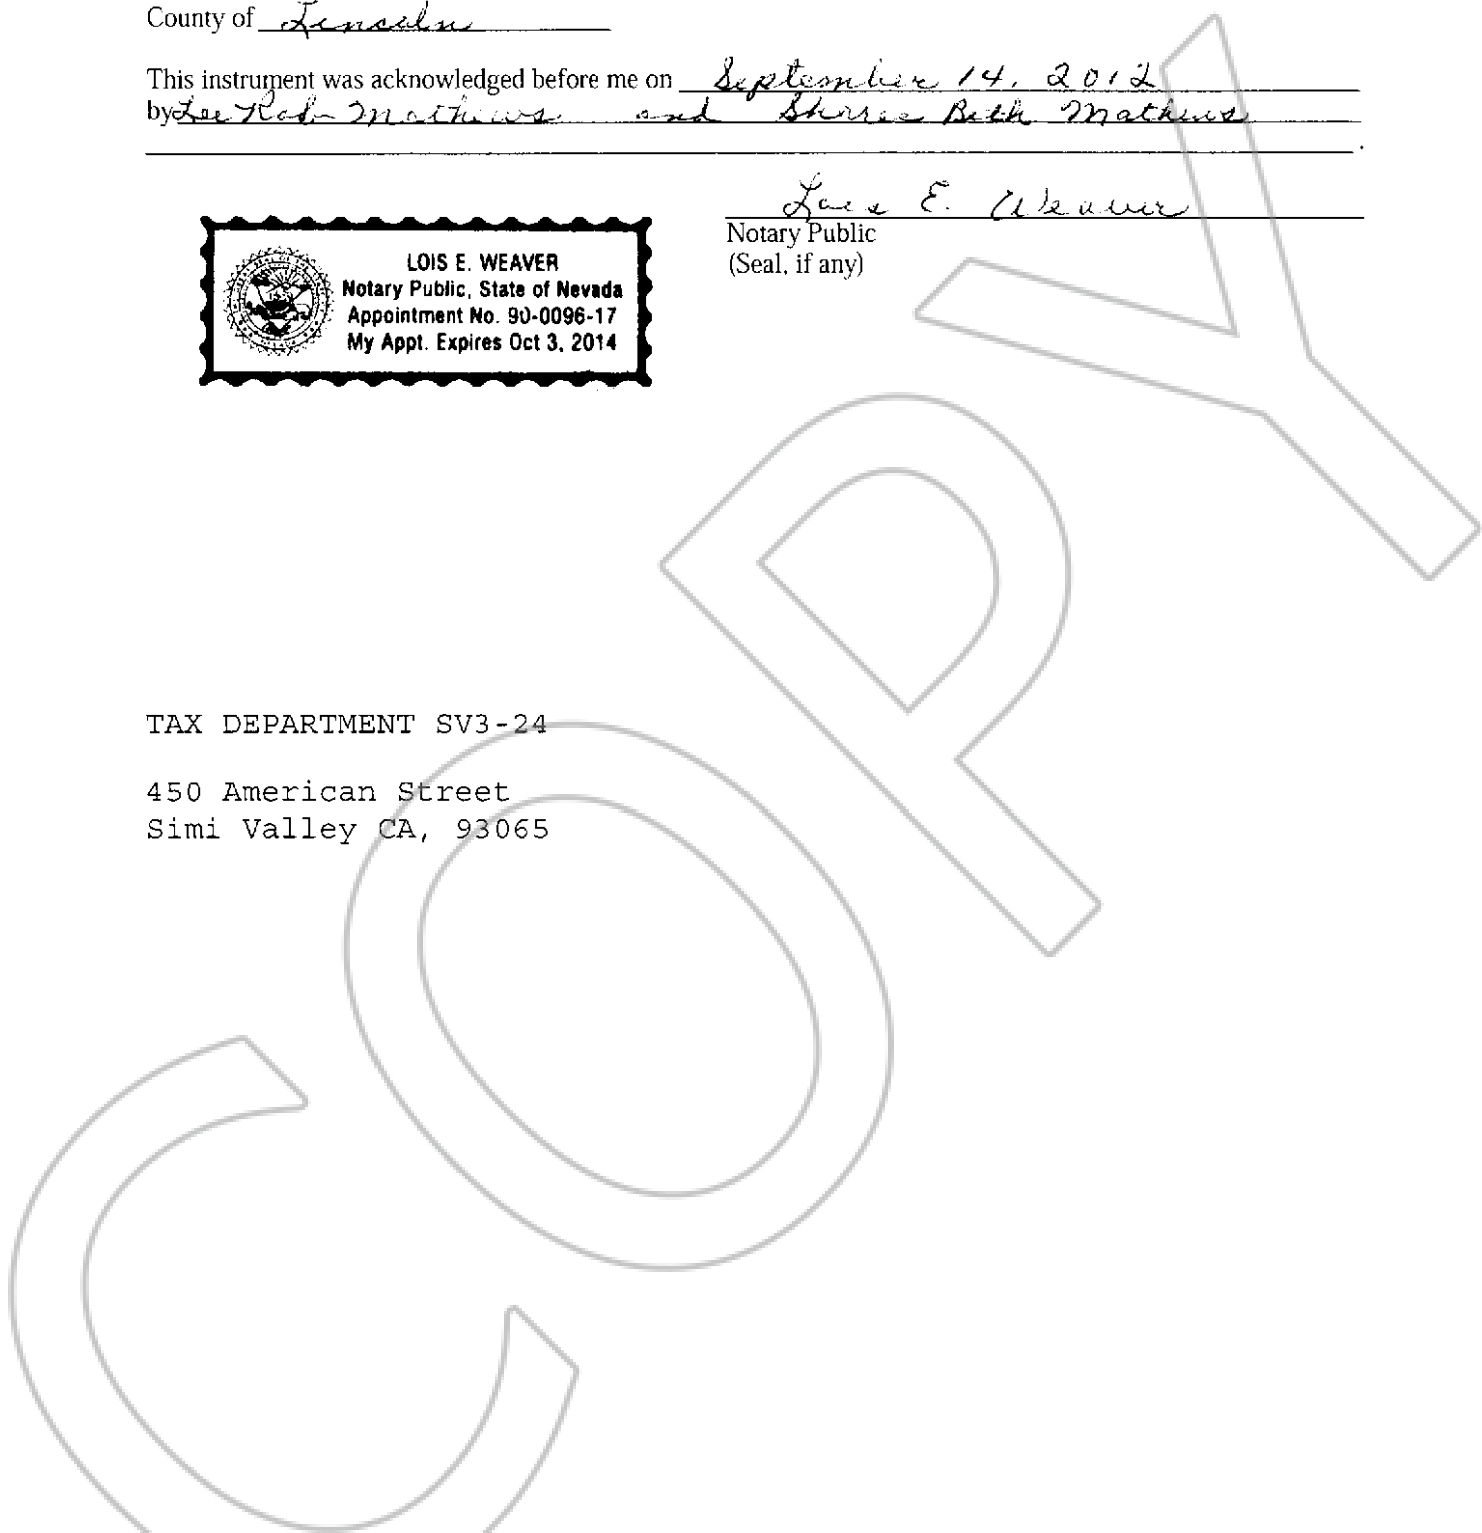 County of Lincoln
This instrument was acknowledged before me on September 14, 2012
by Lee Rob Mathews and Sherree Beth Mathews
Lois E. Weaver
Notary Public
(Seal, if any)
LOIS E. WEAVER
Notary Public, State of Nevada
Appointment No. 90-0096-17
My Appt. Expires Oct 3, 2014
TAX DEPARTMENT SV3-24
450 American Street
Simi Valley CA, 93065
COPY